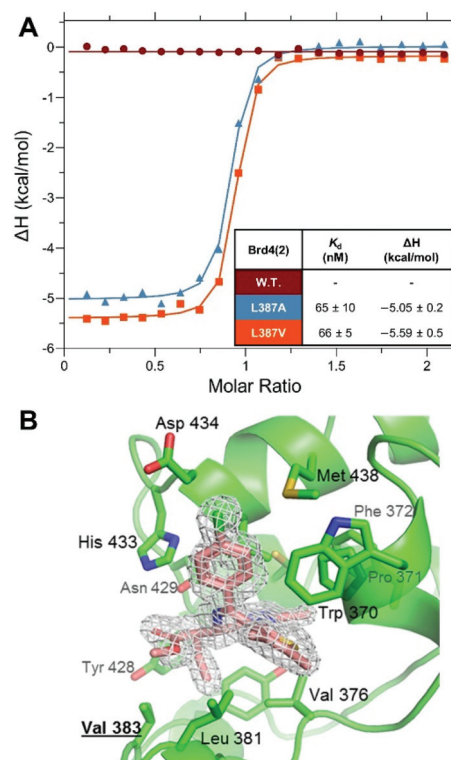 A
0
-1
-2
-3
-4
-5
-6
ΔH (kcal/mol)
Brd4(2) Kd (nM) ΔH (kcal/mol)
W.T. - -
L387A 65 ± 10 −5.05 ± 0.2
L387V 66 ± 5 −5.59 ± 0.5
0 0.5 1 1.5 2
Molar Ratio
B
Asp 434
Met 438
Phe 372
His 433
Asn 429
Pro 371
Trp 370
Tyr 428
Val 376
Val 383
Leu 381